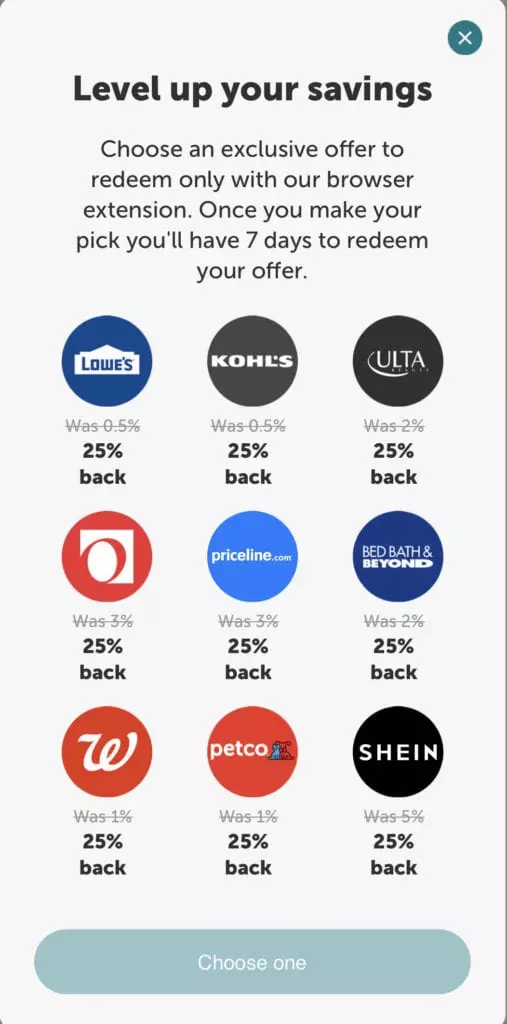 Level up your savings
Choose an exclusive offer to
redeem only with our browser
extension. Once you make your
pick you'll have 7 days to redeem
your offer.
LOWE'S KOHL'S ULTA BEAUTY
Was 0.5% Was 0.5% Was 2%
25% 25% 25%
back back back
priceline.com BED BATH &
BEYOND
Was 3% Was 3% Was 2%
25% 25% 25%
back back back
W petco SHEIN
Was 1% Was 1% Was 5%
25% 25% 25%
back back back
Choose one